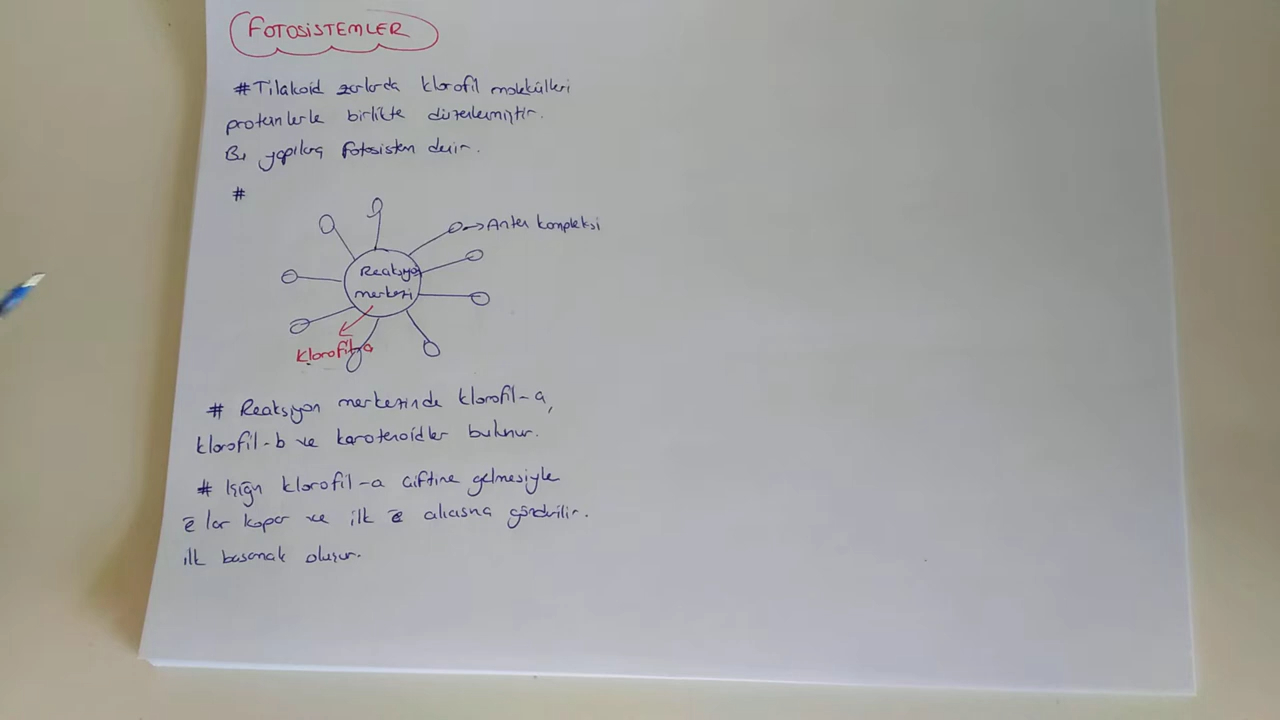 FOTOSİSTEMLER
# Tilakoid zarlarda klorofil molekülleri
proteinlerle birlikte düzenlenmiştir.
Bu yapılara fotosistem denir.
#
Anten kompleksi
Reaksiyon
merkezi
Klorofil-a
# Reaksiyon merkezinde klorofil-a,
klorofil-b ve karotenoidler bulunur.
# Işığın klorofil-a çiftine gelmesiyle
ē lar kopar ve ilk ē alıcısına gönderilir.
ilk basamak oluşur.